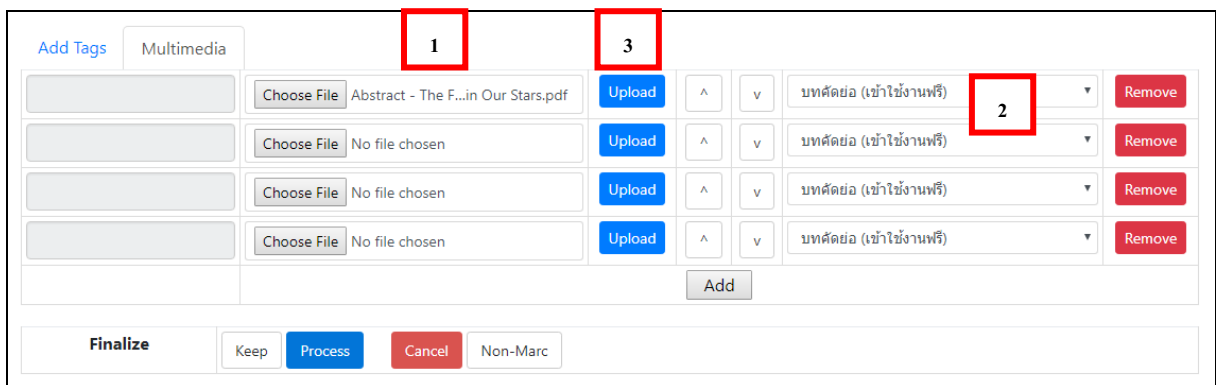 1 3
Add Tags Multimedia
Choose File Abstract - The F...in Our Stars.pdf Upload ^ v บทคัดย่อ (เข้าใช้งานฟรี) ▼ Remove
2
Choose File No file chosen Upload ^ v บทคัดย่อ (เข้าใช้งานฟรี) ▼ Remove
Choose File No file chosen Upload ^ v บทคัดย่อ (เข้าใช้งานฟรี) ▼ Remove
Choose File No file chosen Upload ^ v บทคัดย่อ (เข้าใช้งานฟรี) ▼ Remove
Add
Finalize Keep Process Cancel Non-Marc